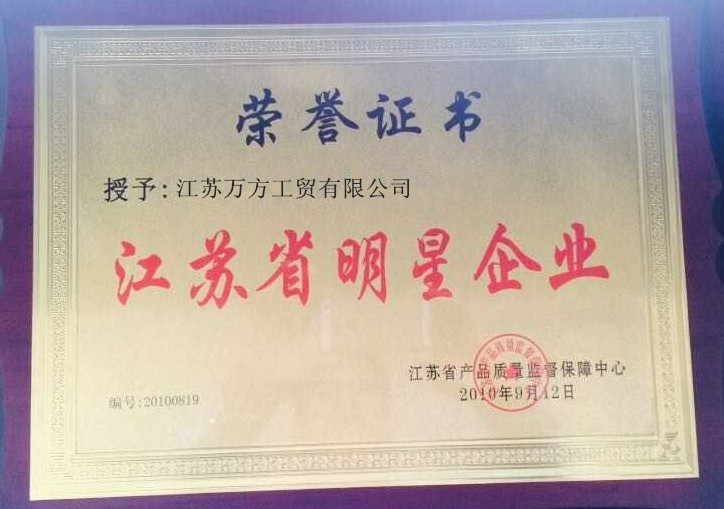 荣誉证书
授予:江苏万方工贸有限公司
江苏省明星企业
江苏省产品质量监督保障中心
编号:20100819
2010年9月12日